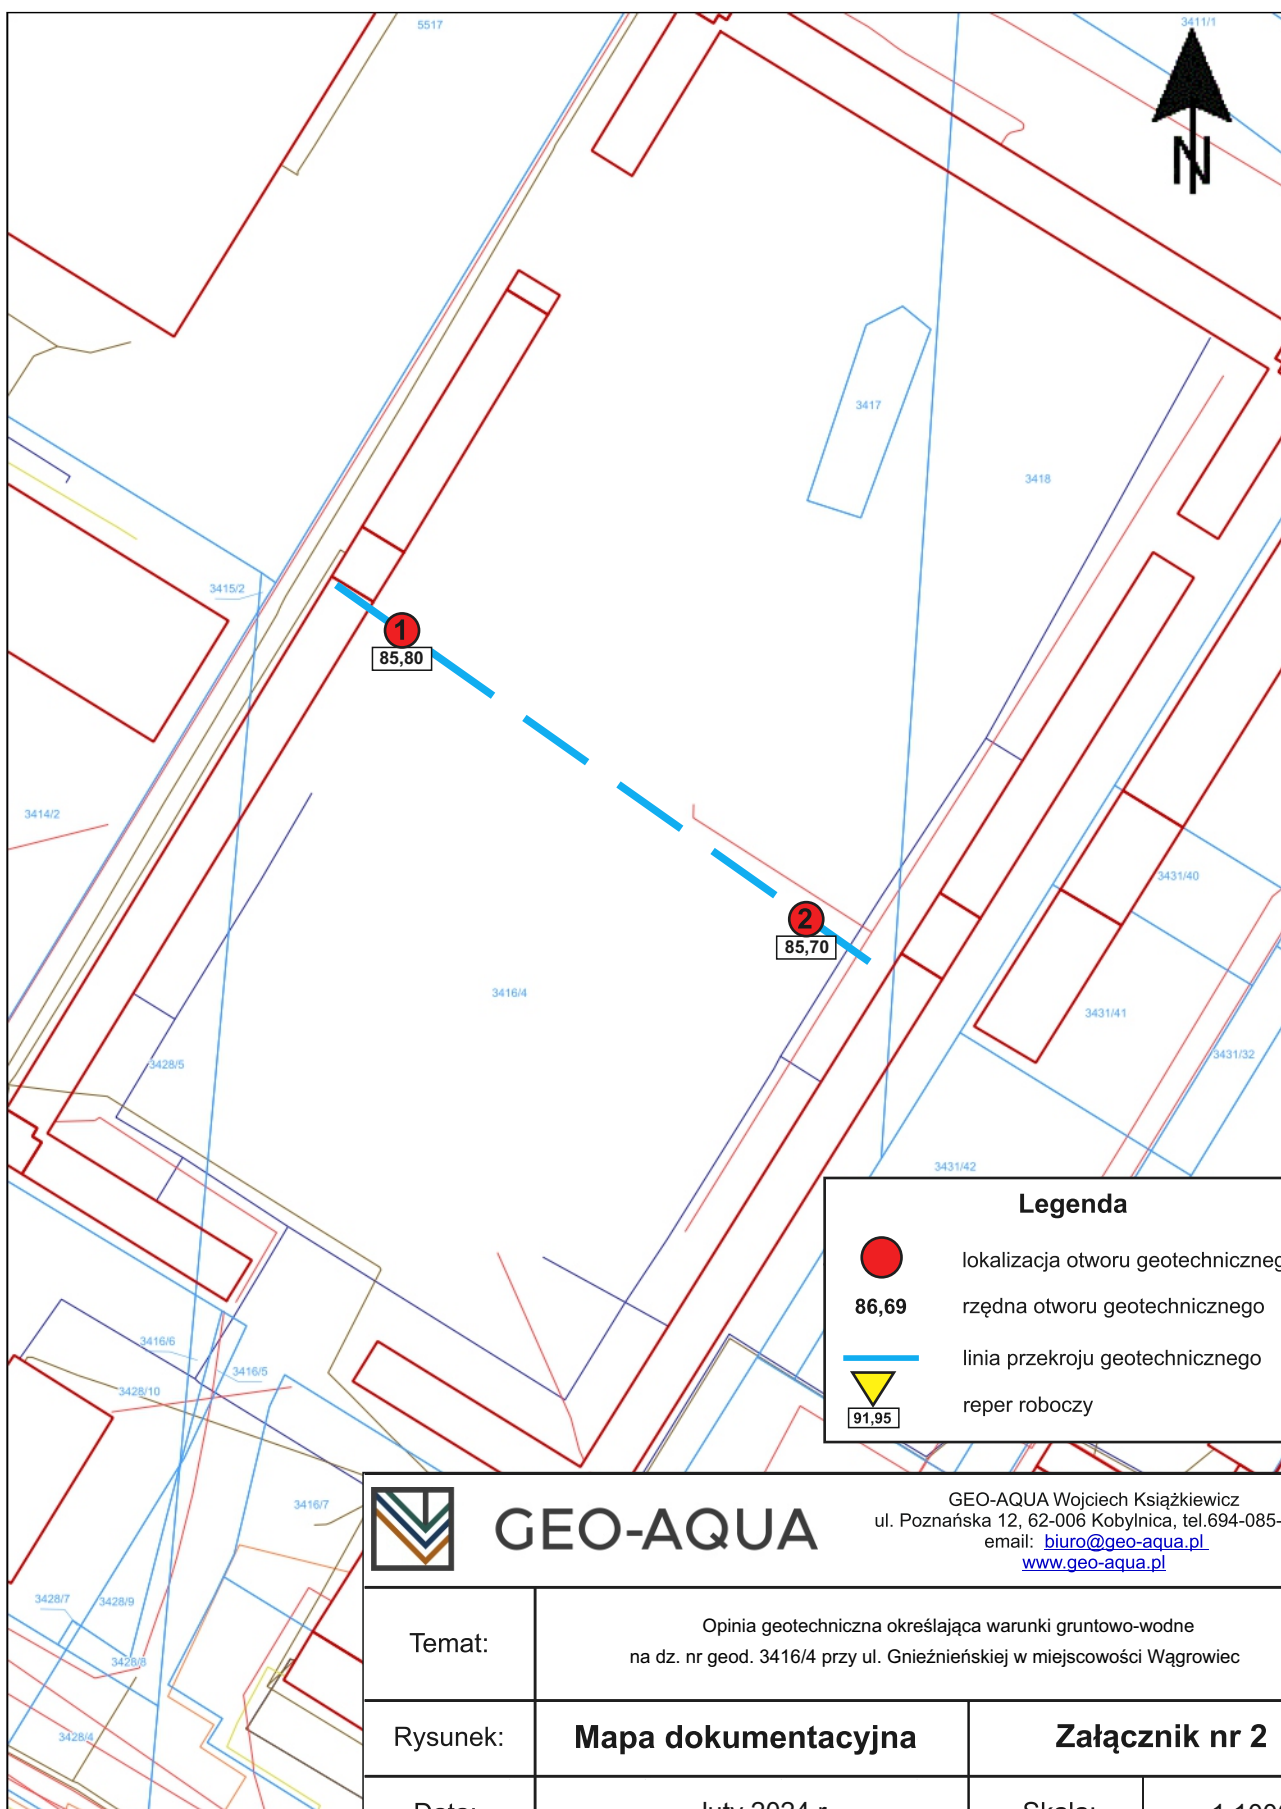 5517
3411/1
N
3417
3418
3415/2
1
85,80
3414/2
3431/40
2
85,70
3416/4
3431/41
3428/5
3431/32
3431/42
Legenda
lokalizacja otworu geotechniczneg
86,69 rzędna otworu geotechnicznego
linia przekroju geotechnicznego
reper roboczy
91,95
3416/6
3416/5
3428/10
3416/7
3428/7
3428/9
3428/8
3428/4
GEO-AQUA
GEO-AQUA Wojciech Książkiewicz
ul. Poznańska 12, 62-006 Kobylnica, tel.694-085-
email: biuro@geo-aqua.pl
www.geo-aqua.pl
Temat:
Opinia geotechniczna określająca warunki gruntowo-wodne
na dz. nr geod. 3416/4 przy ul. Gnieźnieńskiej w miejscowości Wągrowiec
Rysunek: Mapa dokumentacyjna Załącznik nr 2
Data: luty 2024 r. Skala: